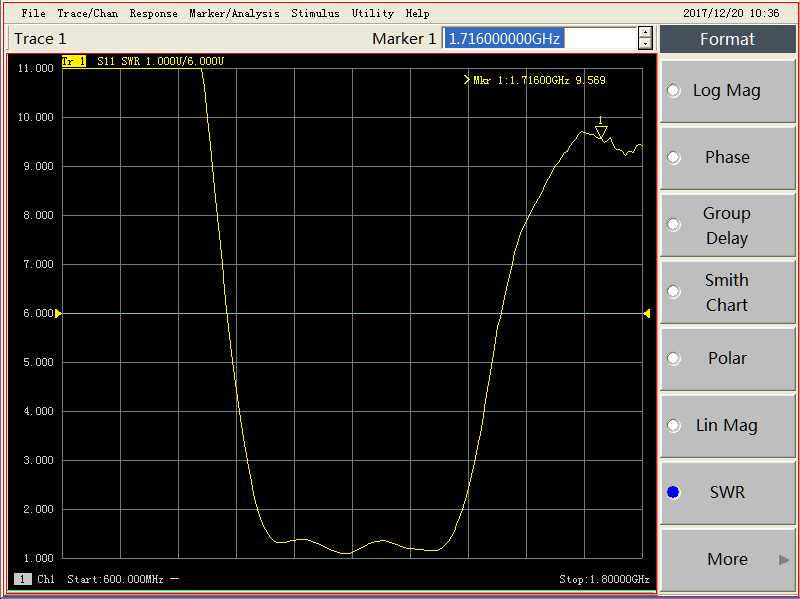 File Trace/Chan Response Marker/Analysis Stimulus Utility Help 2017/12/20 10:36
Trace 1 Marker 1 1.716000000GHz
Format
Tr 1 S11 SWR 1.000U/6.000U
11.000
>Mkr 1:1.71600GHz 9.569
Log Mag
10.000
1
Phase
9.000
8.000
Group
Delay
7.000
Smith
Chart
6.000
5.000
Polar
4.000
Lin Mag
3.000
SWR
2.000
1.000
More
1 Ch1 Start:600.000MHz Stop:1.80000GHz